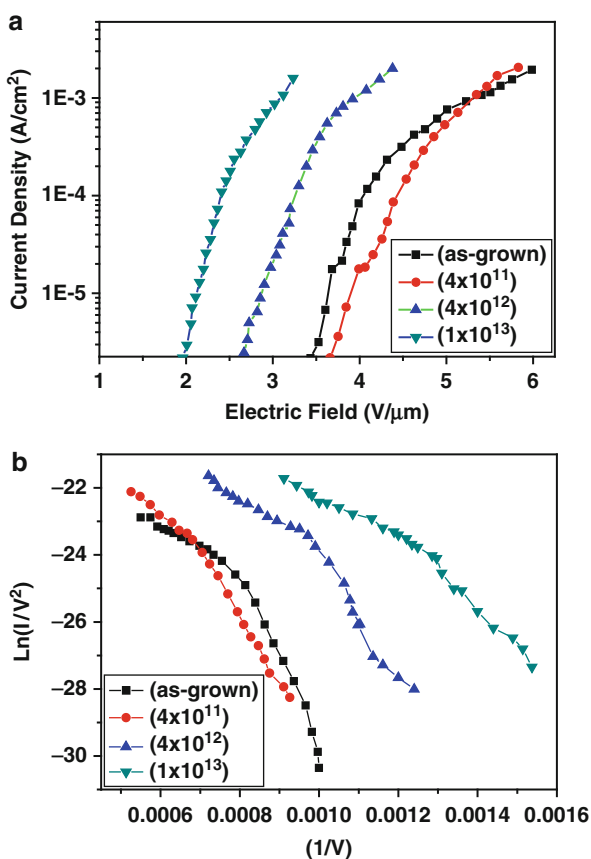 a
Current Density (A/cm²)
1E-3
1E-4
1E-5
(as-grown)
(4x10¹¹)
(4x10¹²)
(1x10¹³)
1 2 3 4 5 6
Electric Field (V/μm)
b
Ln(I/V²)
−22
−24
−26
−28
−30
(as-grown)
(4x10¹¹)
(4x10¹²)
(1x10¹³)
0.0006 0.0008 0.0010 0.0012 0.0014 0.0016
(1/V)